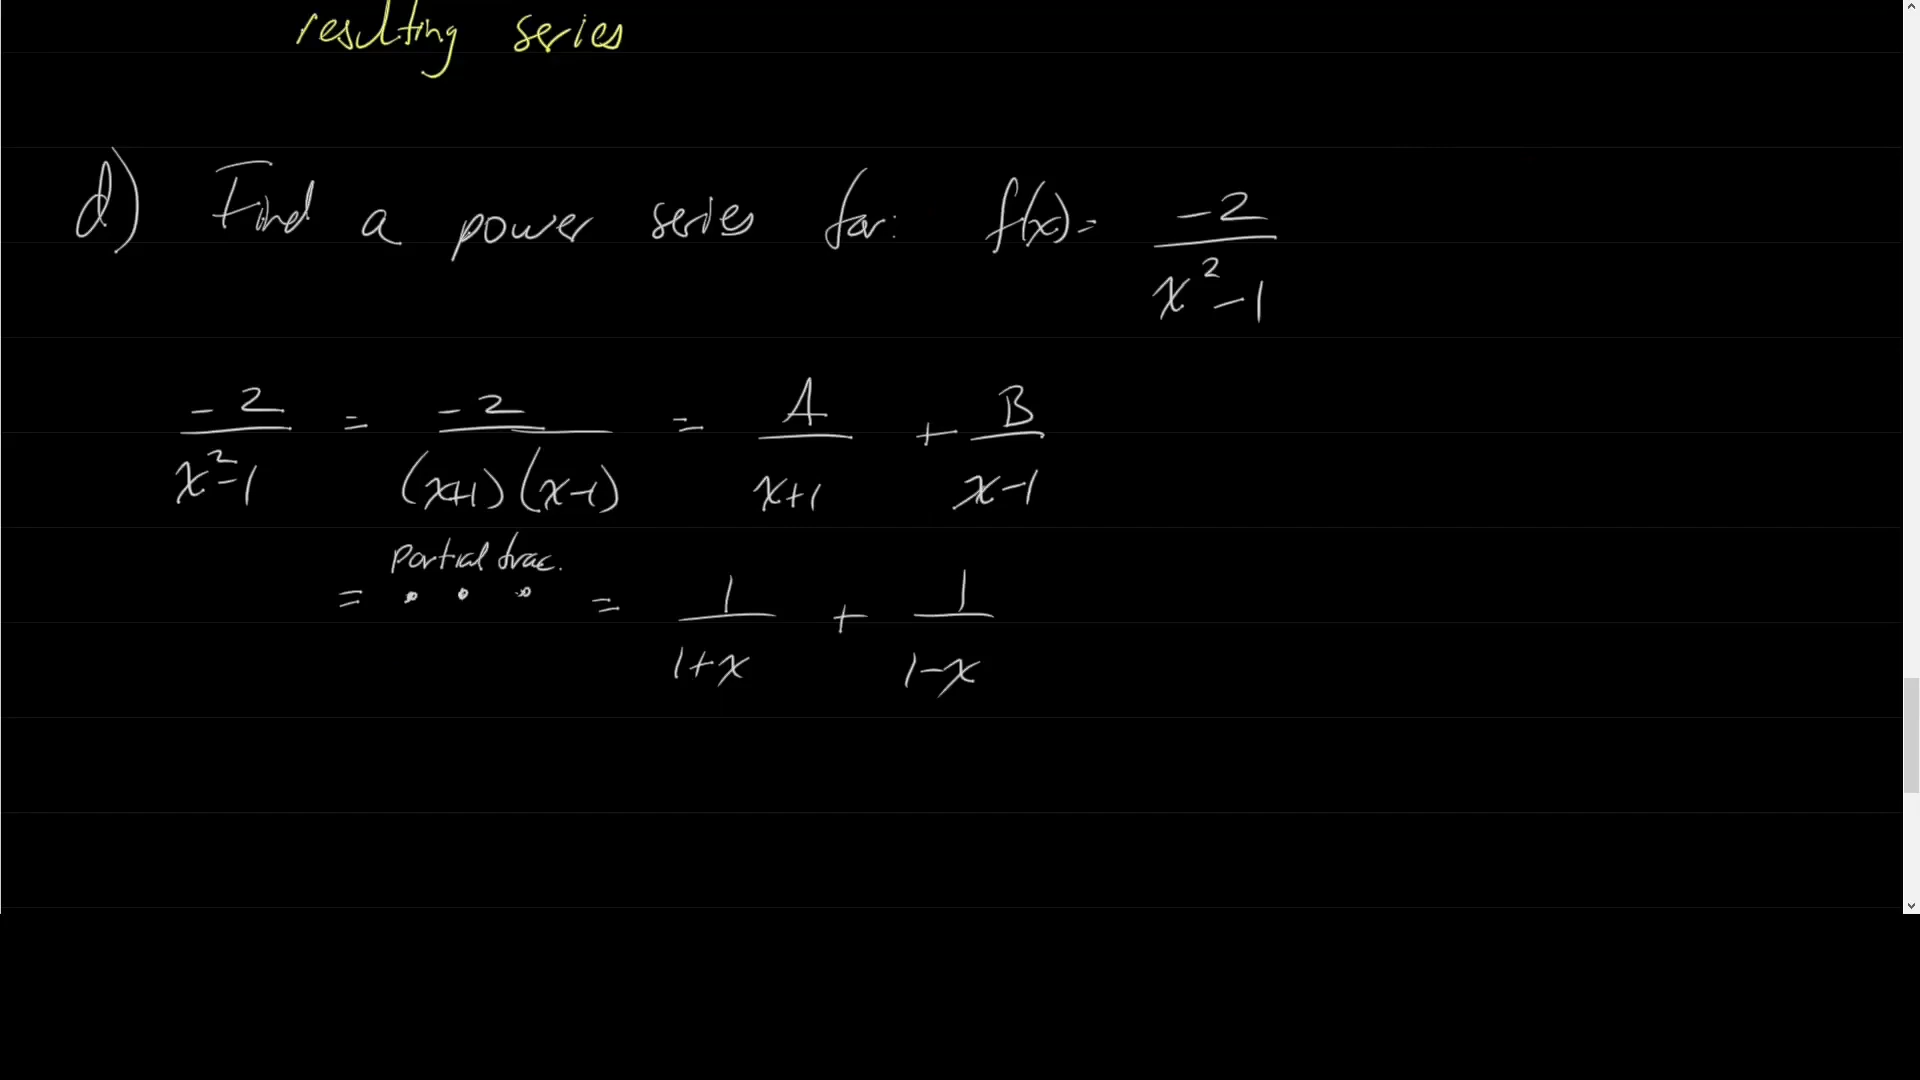 resulting series
d) Find a power series for: f(x) = -2 / (x² - 1)
-2 / (x² - 1) = -2 / ((x+1)(x-1)) = A / (x+1) + B / (x-1)
partial frac.
= . . . = 1 / (1+x) + 1 / (1-x)